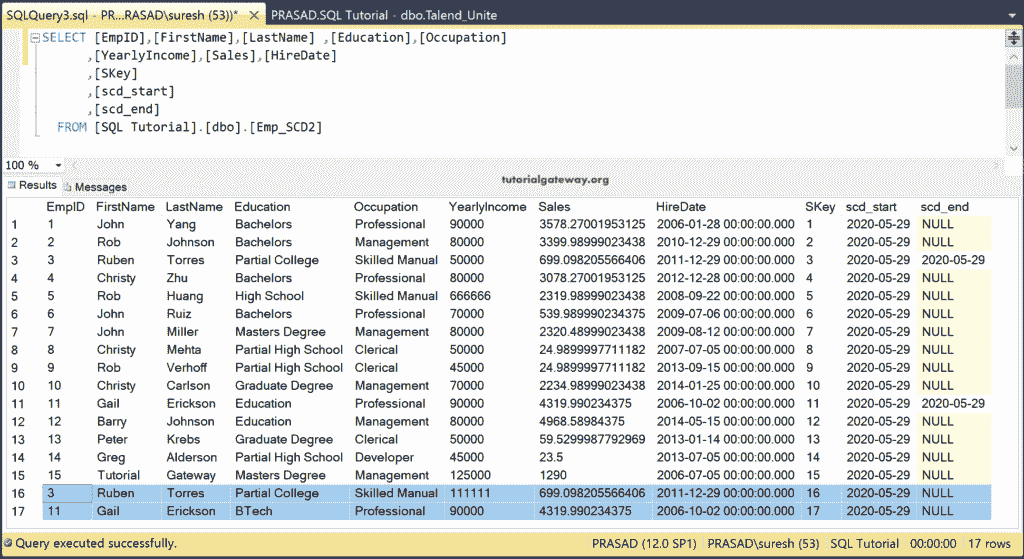 SQLQuery3.sql - PR...RASAD\suresh (53))* × PRASAD.SQL Tutorial - dbo.Talend_Unite
SELECT [EmpID],[FirstName],[LastName] ,[Education],[Occupation]
,[YearlyIncome],[Sales],[HireDate]
,[SKey]
,[scd_start]
,[scd_end]
FROM [SQL Tutorial].[dbo].[Emp_SCD2]
100 %
tutorialgateway.org
Results Messages
EmpID FirstName LastName Education Occupation YearlyIncome Sales HireDate SKey scd_start scd_end
1 1 John Yang Bachelors Professional 90000 3578.27001953125 2006-01-28 00:00:00.000 1 2020-05-29 NULL
2 2 Rob Johnson Bachelors Management 80000 3399.98999023438 2010-12-29 00:00:00.000 2 2020-05-29 NULL
3 3 Ruben Torres Partial College Skilled Manual 50000 699.098205566406 2011-12-29 00:00:00.000 3 2020-05-29 2020-05-29
4 4 Christy Zhu Bachelors Professional 80000 3078.27001953125 2012-12-28 00:00:00.000 4 2020-05-29 NULL
5 5 Rob Huang High School Skilled Manual 666666 2319.98999023438 2008-09-22 00:00:00.000 5 2020-05-29 NULL
6 6 John Ruiz Bachelors Professional 70000 539.989990234375 2009-07-06 00:00:00.000 6 2020-05-29 NULL
7 7 John Miller Masters Degree Management 80000 2320.48999023438 2009-08-12 00:00:00.000 7 2020-05-29 NULL
8 8 Christy Mehta Partial High School Clerical 50000 24.9899997711182 2007-07-05 00:00:00.000 8 2020-05-29 NULL
9 9 Rob Verhoff Partial High School Clerical 45000 24.9899997711182 2013-09-15 00:00:00.000 9 2020-05-29 NULL
10 10 Christy Carlson Graduate Degree Management 70000 2234.98999023438 2014-01-25 00:00:00.000 10 2020-05-29 NULL
11 11 Gail Erickson Education Professional 90000 4319.990234375 2006-10-02 00:00:00.000 11 2020-05-29 2020-05-29
12 12 Barry Johnson Education Management 80000 4968.58984375 2014-05-15 00:00:00.000 12 2020-05-29 NULL
13 13 Peter Krebs Graduate Degree Clerical 50000 59.5299987792969 2013-01-14 00:00:00.000 13 2020-05-29 NULL
14 14 Greg Alderson Partial High School Developer 45000 23.5 2013-07-05 00:00:00.000 14 2020-05-29 NULL
15 15 Tutorial Gateway Masters Degree Management 125000 1290 2006-07-05 00:00:00.000 15 2020-05-29 NULL
16 3 Ruben Torres Partial College Skilled Manual 111111 699.098205566406 2011-12-29 00:00:00.000 16 2020-05-29 NULL
17 11 Gail Erickson BTech Professional 90000 4319.990234375 2006-10-02 00:00:00.000 17 2020-05-29 NULL
Query executed successfully. PRASAD (12.0 SP1) PRASAD\suresh (53) SQL Tutorial 00:00:00 17 rows